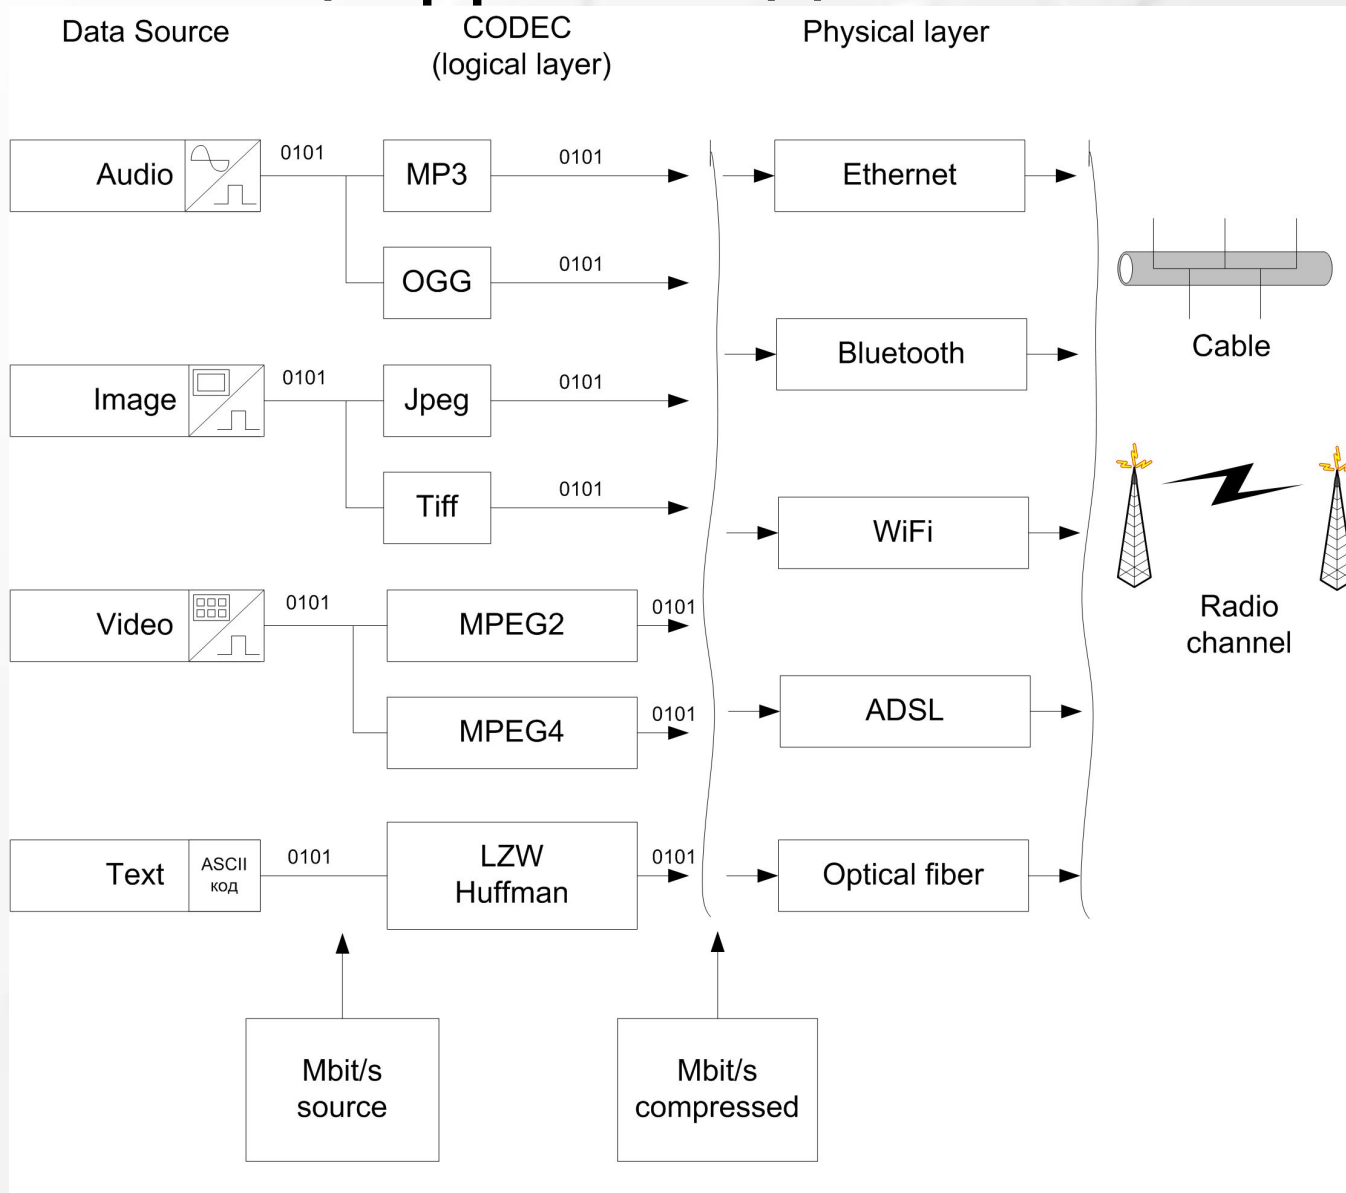 Data Source
CODEC
(logical layer)
Physical layer
Audio
0101
MP3
0101
Ethernet
OGG
0101
Bluetooth
Cable
Image
0101
Jpeg
0101
Tiff
0101
WiFi
Radio
channel
Video
0101
MPEG2
0101
MPEG4
0101
ADSL
Text
ASCII
код
0101
LZW
Huffman
0101
Optical fiber
Mbit/s
source
Mbit/s
compressed